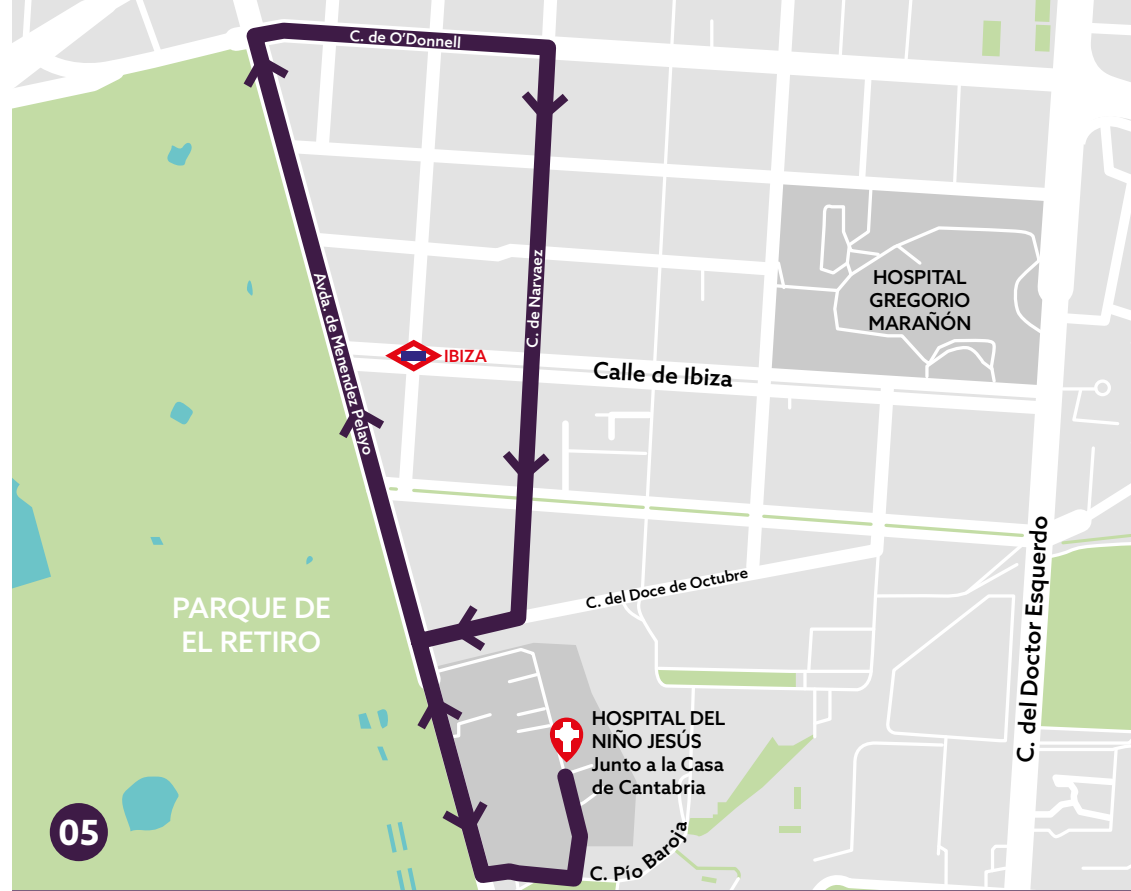 C. de O'Donnell
C. de Narvaez
HOSPITAL
GREGORIO
MARAÑÓN
Avda. de Menendez Pelayo
IBIZA
Calle de Ibiza
C. del Doce de Octubre
PARQUE DE
EL RETIRO
C. del Doctor Esquerdo
HOSPITAL DEL
NIÑO JESÚS
Junto a la Casa
de Cantabria
05
C. Pío Baroja